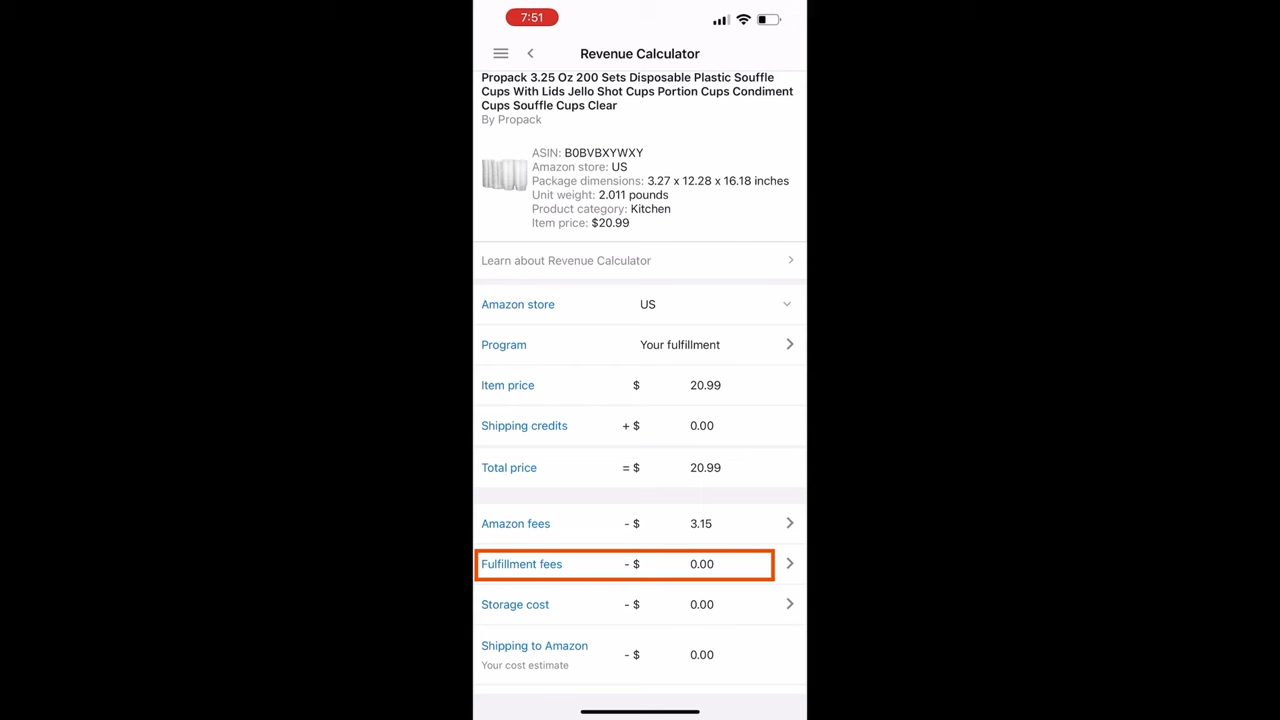 7:51
Revenue Calculator
Propack 3.25 Oz 200 Sets Disposable Plastic Souffle
Cups With Lids Jello Shot Cups Portion Cups Condiment
Cups Souffle Cups Clear
By Propack
ASIN: B0BVBXYWXY
Amazon store: US
Package dimensions: 3.27 x 12.28 x 16.18 inches
Unit weight: 2.011 pounds
Product category: Kitchen
Item price: $20.99
Learn about Revenue Calculator
Amazon store US
Program Your fulfillment
Item price $ 20.99
Shipping credits + $ 0.00
Total price = $ 20.99
Amazon fees - $ 3.15
Fulfillment fees - $ 0.00
Storage cost - $ 0.00
Shipping to Amazon - $ 0.00
Your cost estimate